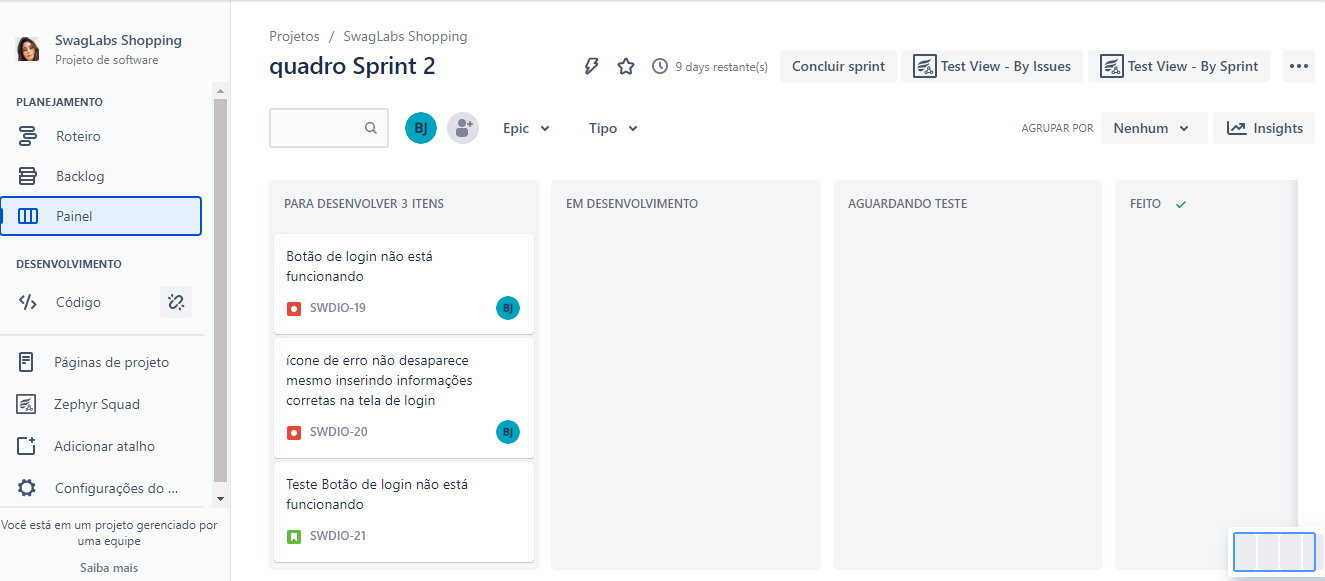 SwagLabs Shopping
Projeto de software
PLANEJAMENTO
Roteiro
Backlog
Painel
DESENVOLVIMENTO
Código
Páginas de projeto
Zephyr Squad
Adicionar atalho
Configurações do ...
Você está em um projeto gerenciado por
uma equipe
Saiba mais
Projetos / SwagLabs Shopping
quadro Sprint 2
9 days restante(s)
Concluir sprint
Test View - By Issues
Test View - By Sprint
BJ
Epic
Tipo
AGRUPAR POR
Nenhum
Insights
PARA DESENVOLVER 3 ITENS
Botão de login não está
funcionando
SWDIO-19
BJ
ícone de erro não desaparece
mesmo inserindo informações
corretas na tela de login
SWDIO-20
BJ
Teste Botão de login não está
funcionando
SWDIO-21
EM DESENVOLVIMENTO
AGUARDANDO TESTE
FEITO